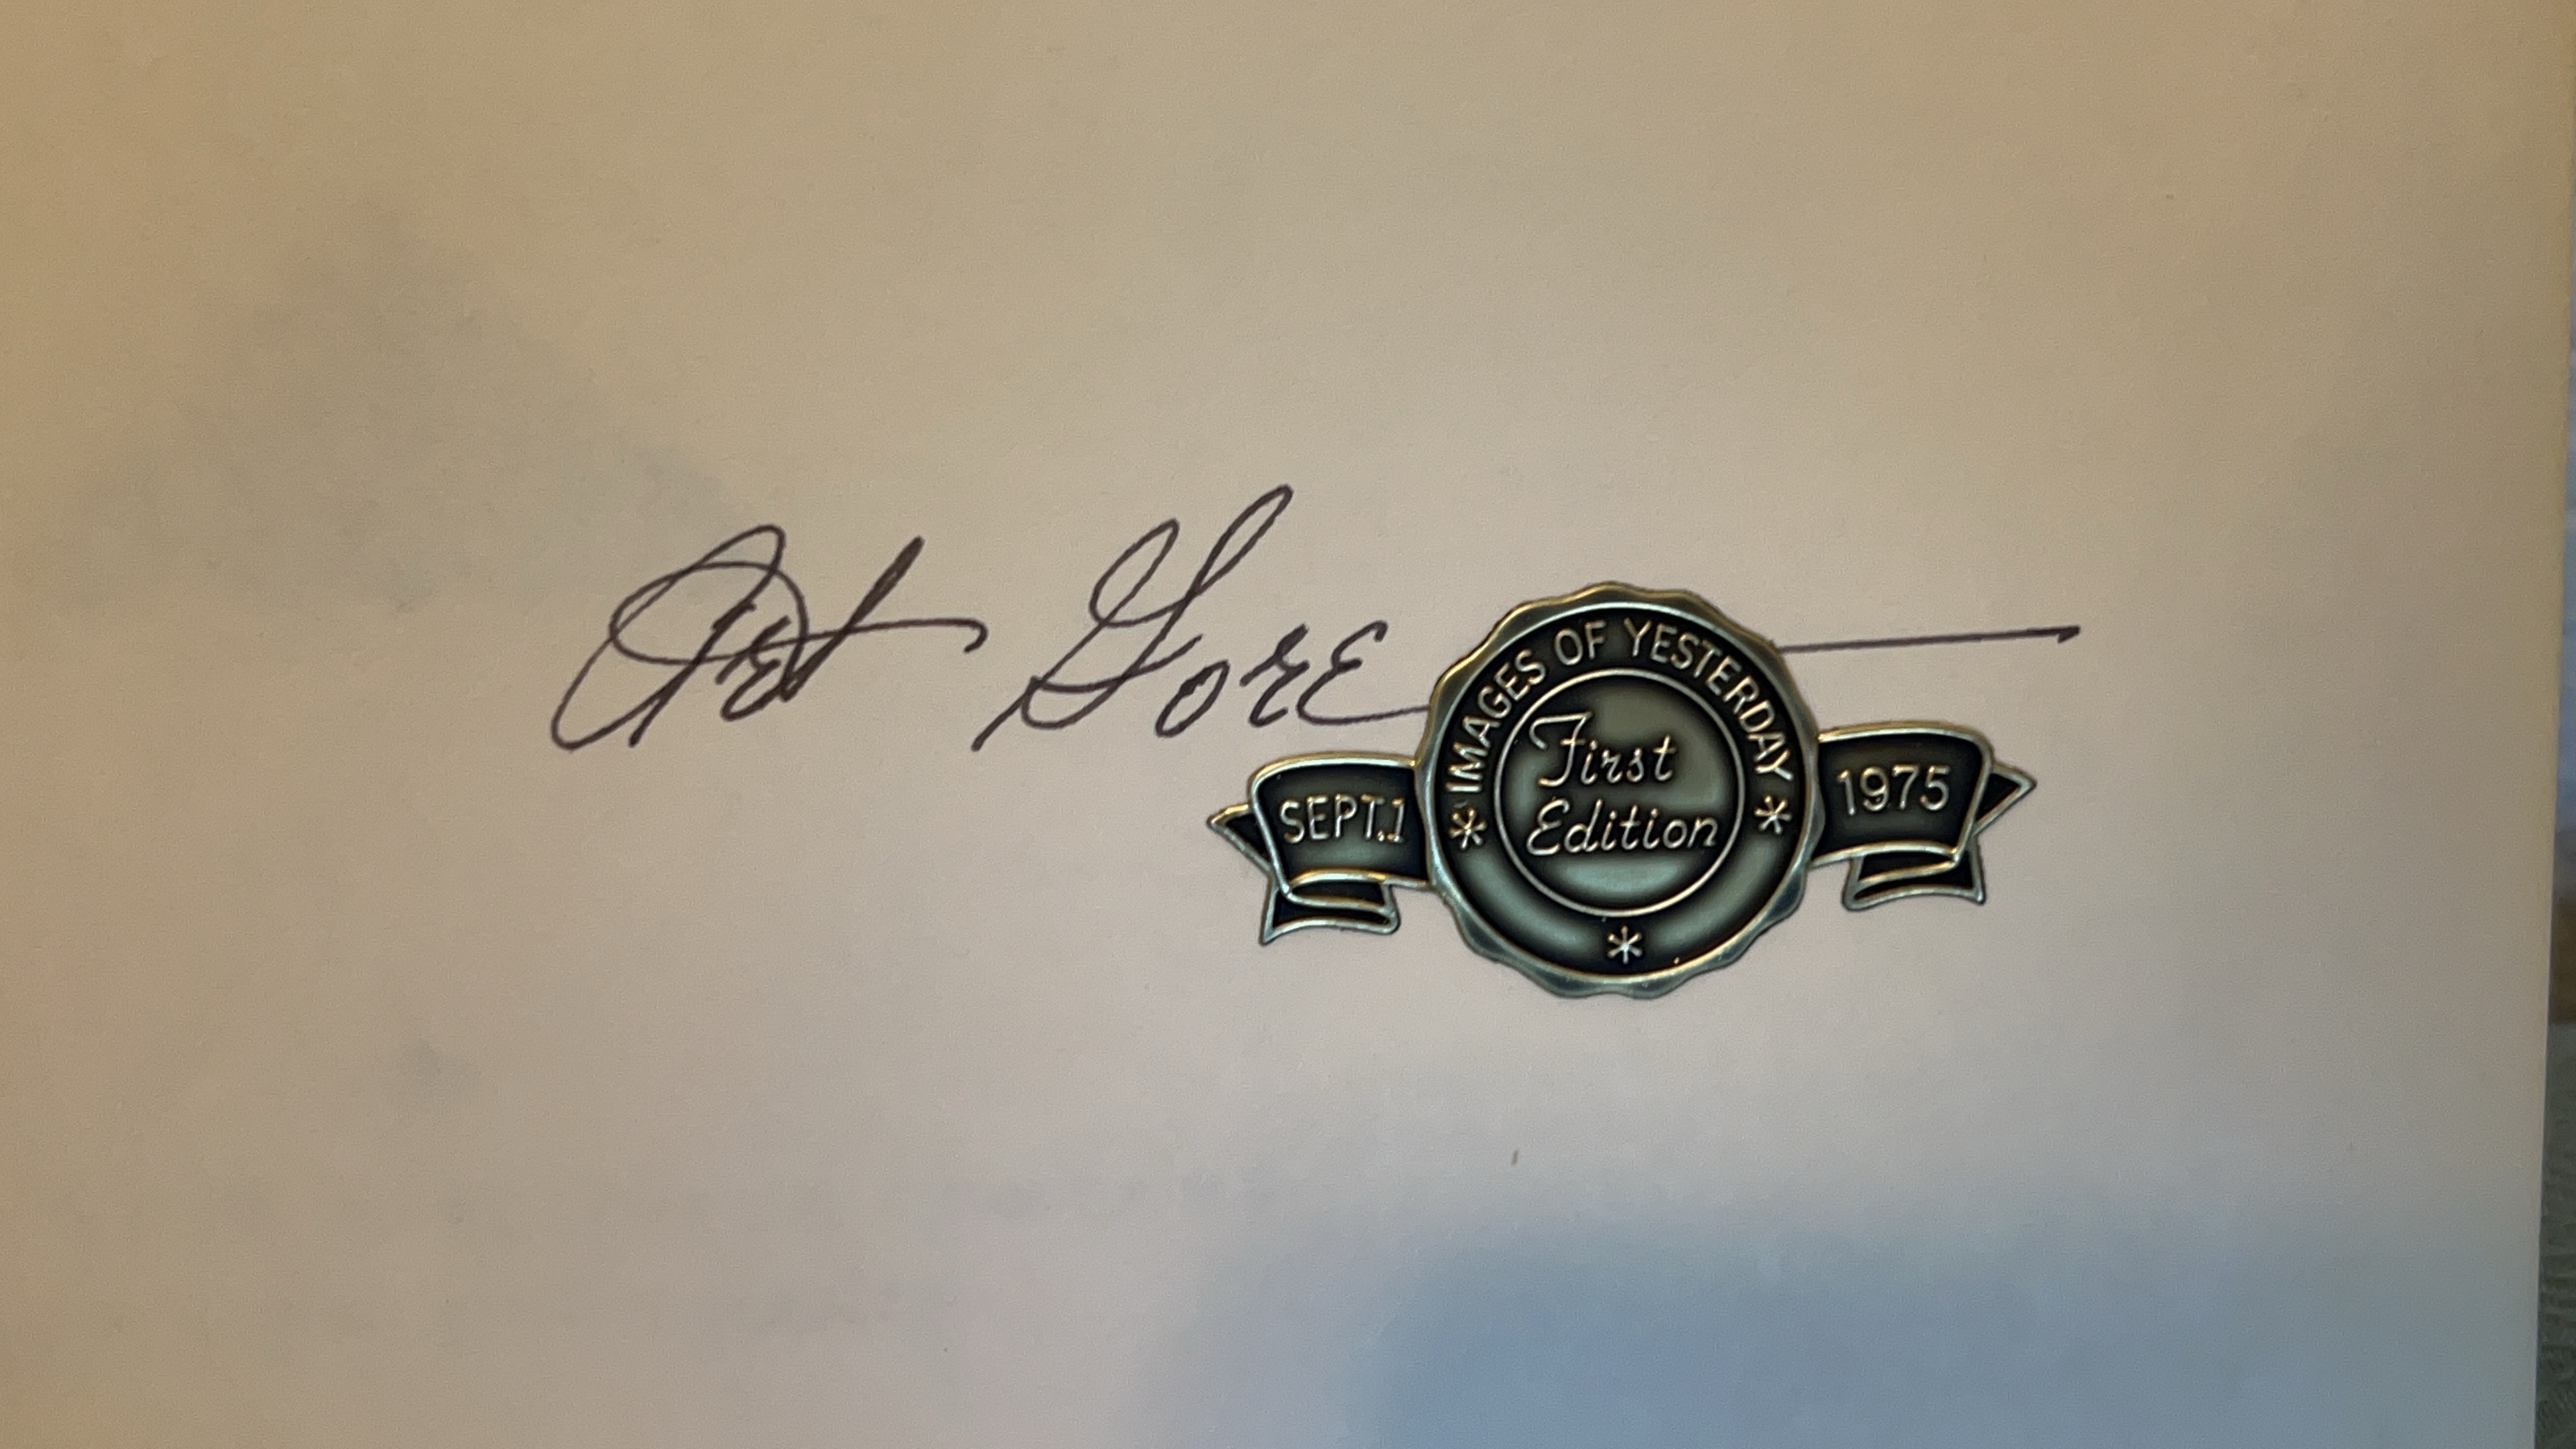 Art Gore
IMAGES OF YESTERDAY
First
Edition
SEPT.1
1975